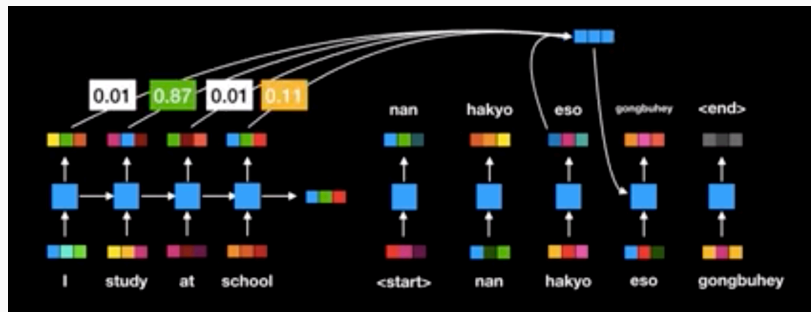 0.01 0.87 0.01 0.11
nan hakyo eso gongbuhey <end>
I study at school <start> nan hakyo eso gongbuhey